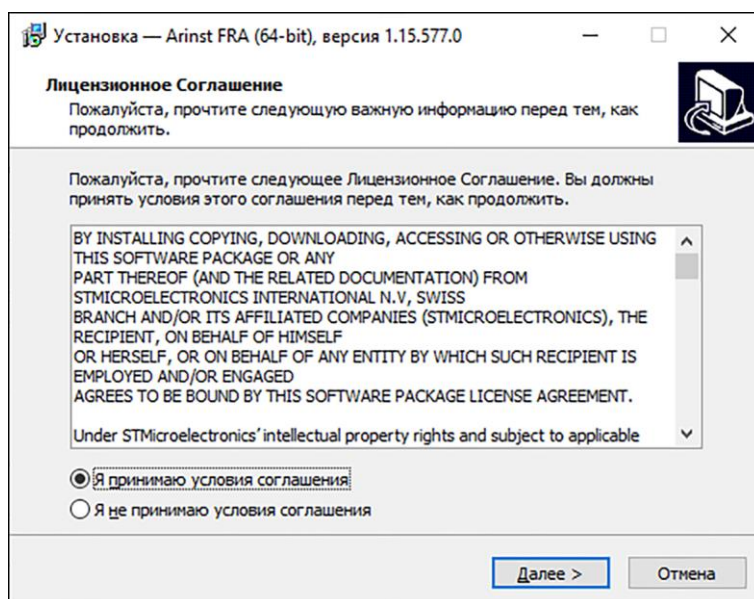 Установка — Arinst FRA (64-bit), версия 1.15.577.0
Лицензионное Соглашение
Пожалуйста, прочтите следующую важную информацию перед тем, как
продолжить.
Пожалуйста, прочтите следующее Лицензионное Соглашение. Вы должны
принять условия этого соглашения перед тем, как продолжить.
BY INSTALLING COPYING, DOWNLOADING, ACCESSING OR OTHERWISE USING
THIS SOFTWARE PACKAGE OR ANY
PART THEREOF (AND THE RELATED DOCUMENTATION) FROM
STMICROELECTRONICS INTERNATIONAL N.V, SWISS
BRANCH AND/OR ITS AFFILIATED COMPANIES (STMICROELECTRONICS), THE
RECIPIENT, ON BEHALF OF HIMSELF
OR HERSELF, OR ON BEHALF OF ANY ENTITY BY WHICH SUCH RECIPIENT IS
EMPLOYED AND/OR ENGAGED
AGREES TO BE BOUND BY THIS SOFTWARE PACKAGE LICENSE AGREEMENT.
Under STMicroelectronics’ intellectual property rights and subject to applicable
Я принимаю условия соглашения
Я не принимаю условия соглашения
Далее >
Отмена